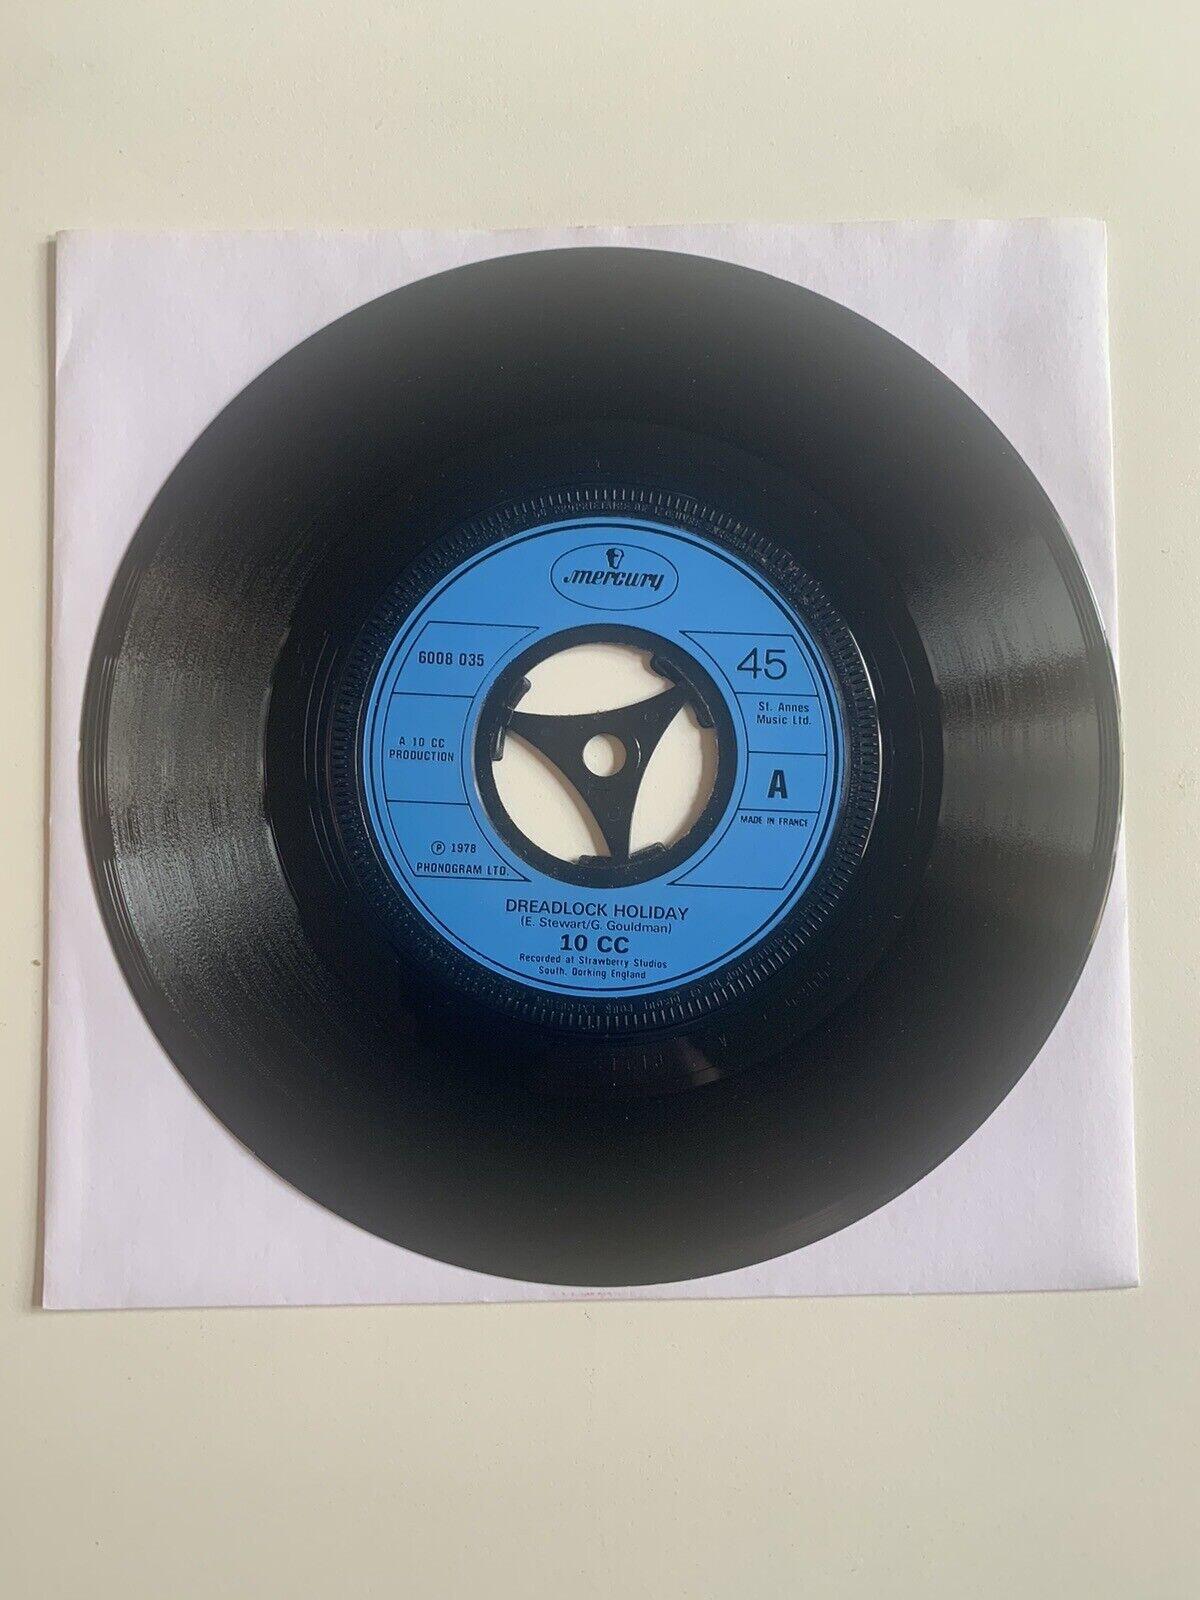 mercury
6008 035
45
St. Annes
Music Ltd.
A 10 CC
PRODUCTION
A
MADE IN FRANCE
℗ 1978
PHONOGRAM LTD.
DREADLOCK HOLIDAY
(E. Stewart/G. Gouldman)
10 CC
Recorded at Strawberry Studios
South, Dorking England